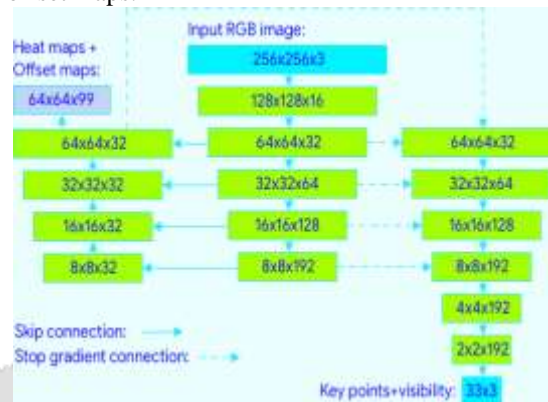 Input RGB image:
Heat maps +
Offset maps:
256x256x3
64x64x99
128x128x16
64x64x32
64x64x32
64x64x32
32x32x32
32x32x64
32x32x64
16x16x32
16x16x128
16x16x128
8x8x32
8x8x192
8x8x192
4x4x192
Skip connection:
Stop gradient connection:
2x2x192
Key points+visibility:
33x3